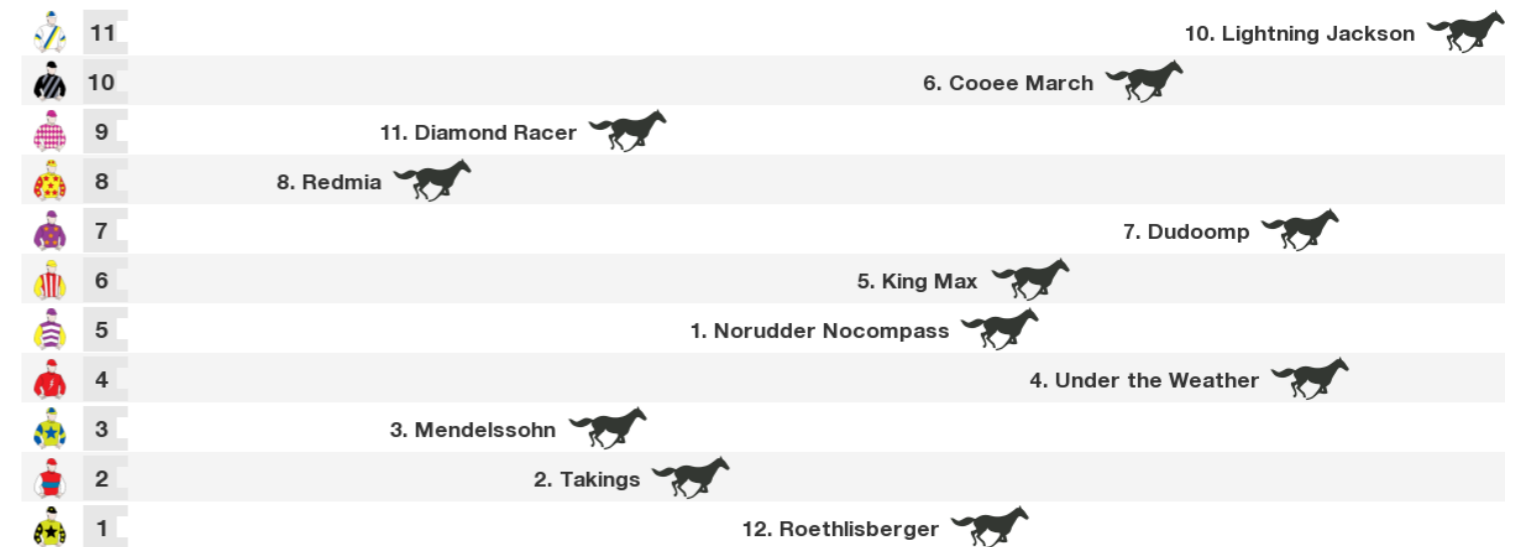 11 10. Lightning Jackson
10 6. Cooee March
9 11. Diamond Racer
8 8. Redmia
7 7. Dudoomp
6 5. King Max
5 1. Norudder Nocompass
4 4. Under the Weather
3 3. Mendelssohn
2 2. Takings
1 12. Roethlisberger